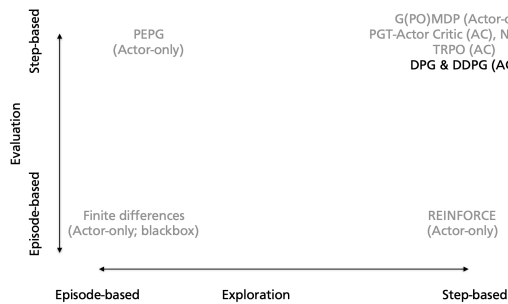 Step-based
Evaluation
Episode-based
PEPG
(Actor-only)
G(PO)MDP (Actor-o
PGT-Actor Critic (AC), N
TRPO (AC)
DPG & DDPG (AC
Finite differences
(Actor-only; blackbox)
REINFORCE
(Actor-only)
Episode-based
Exploration
Step-based